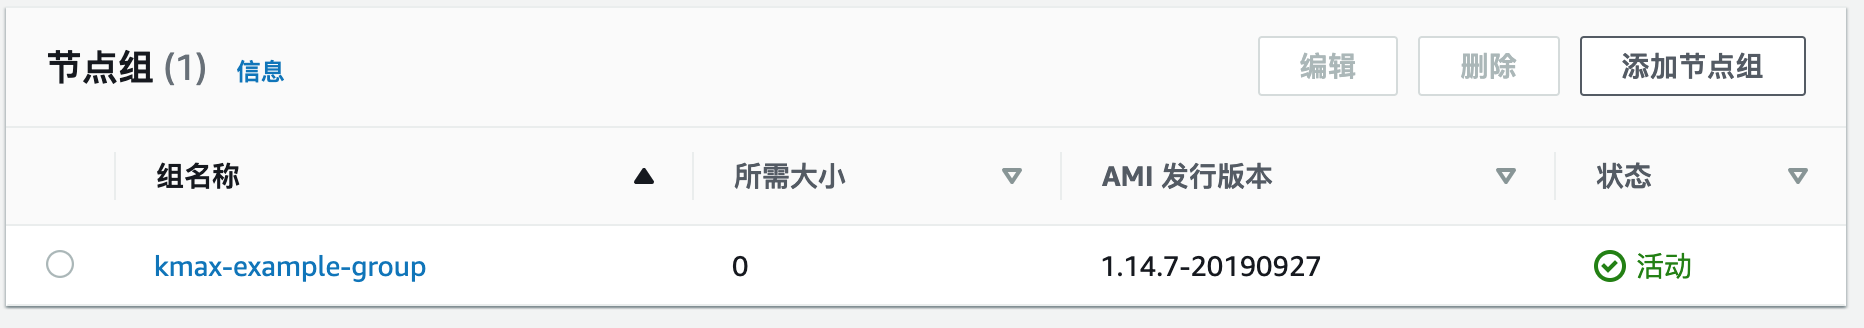 节点组 (1) 信息 编辑 删除 添加节点组
组名称 所需大小 AMI 发行版本 状态
kmax-example-group 0 1.14.7-20190927 活动